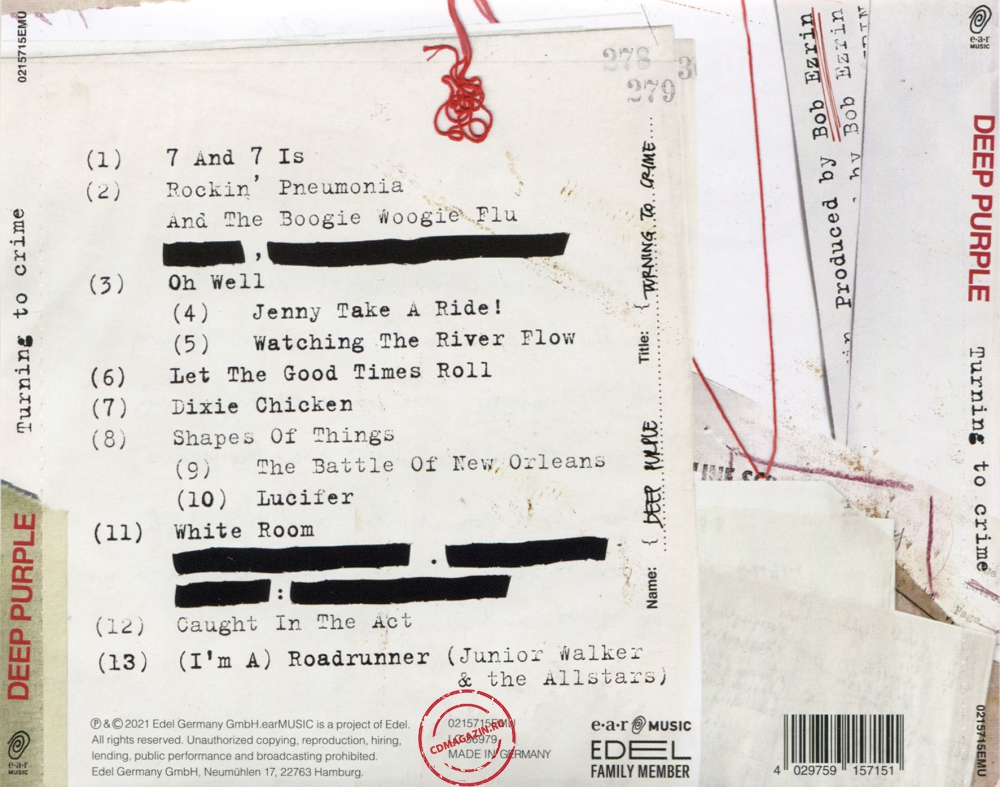 0215715EMU
Turning to crime
DEEP PURPLE
e·a·r
MUSIC
278
279
(1) 7 And 7 Is
(2) Rockin' Pneumonia
And The Boogie Woogie Flu
,
(3) Oh Well
(4) Jenny Take A Ride!
(5) Watching The River Flow
(6) Let The Good Times Roll
(7) Dixie Chicken
(8) Shapes Of Things
(9) The Battle Of New Orleans
(10) Lucifer
(11) White Room
.
:
(12) Caught In The Act
(13) (I'm A) Roadrunner (Junior Walker
& the Allstars)
Title: { TURNING TO CRIME
Name: { DEEP PURPLE
Produced by Bob Ezrin
by Bob Ezrin
Page
℗ & © 2021 Edel Germany GmbH.earMUSIC is a project of Edel.
All rights reserved. Unauthorized copying, reproduction, hiring,
lending, public performance and broadcasting prohibited.
Edel Germany GmbH, Neumühlen 17, 22763 Hamburg.
0215715EMU
MADE IN GERMANY
CDMAGAZIN.RU
e·a·r MUSIC
EDEL
FAMILY MEMBER
4 029759 157151
e·a·r
MUSIC
DEEP PURPLE
Turning to crime
0215715EMU